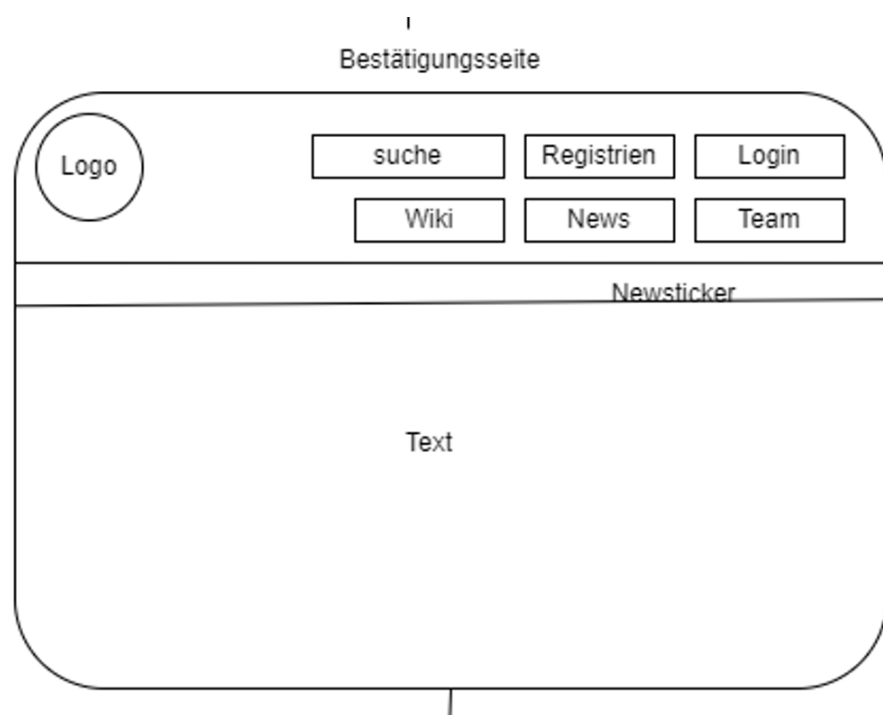 Bestätigungsseite
Logo
suche
Registrien
Login
Wiki
News
Team
Newsticker
Text